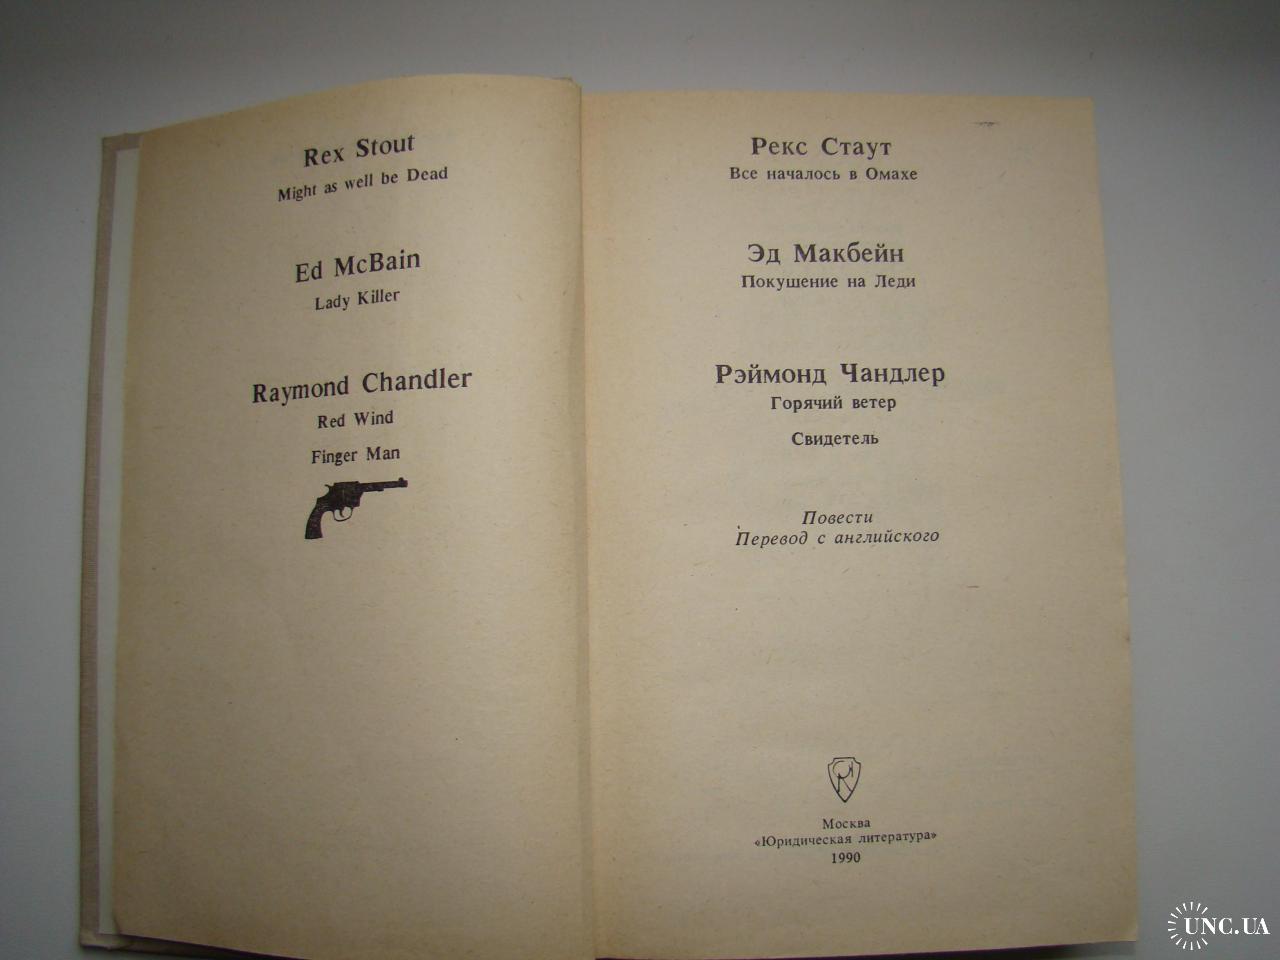 Rex Stout
Might as well be Dead
Ed McBain
Lady Killer
Raymond Chandler
Red Wind
Finger Man
Рекс Стаут
Все началось в Омахе
Эд Макбейн
Покушение на Леди
Рэймонд Чандлер
Горячий ветер
Свидетель
Повести
Перевод с английского
Москва
«Юридическая литература»
1990
UNC.UA